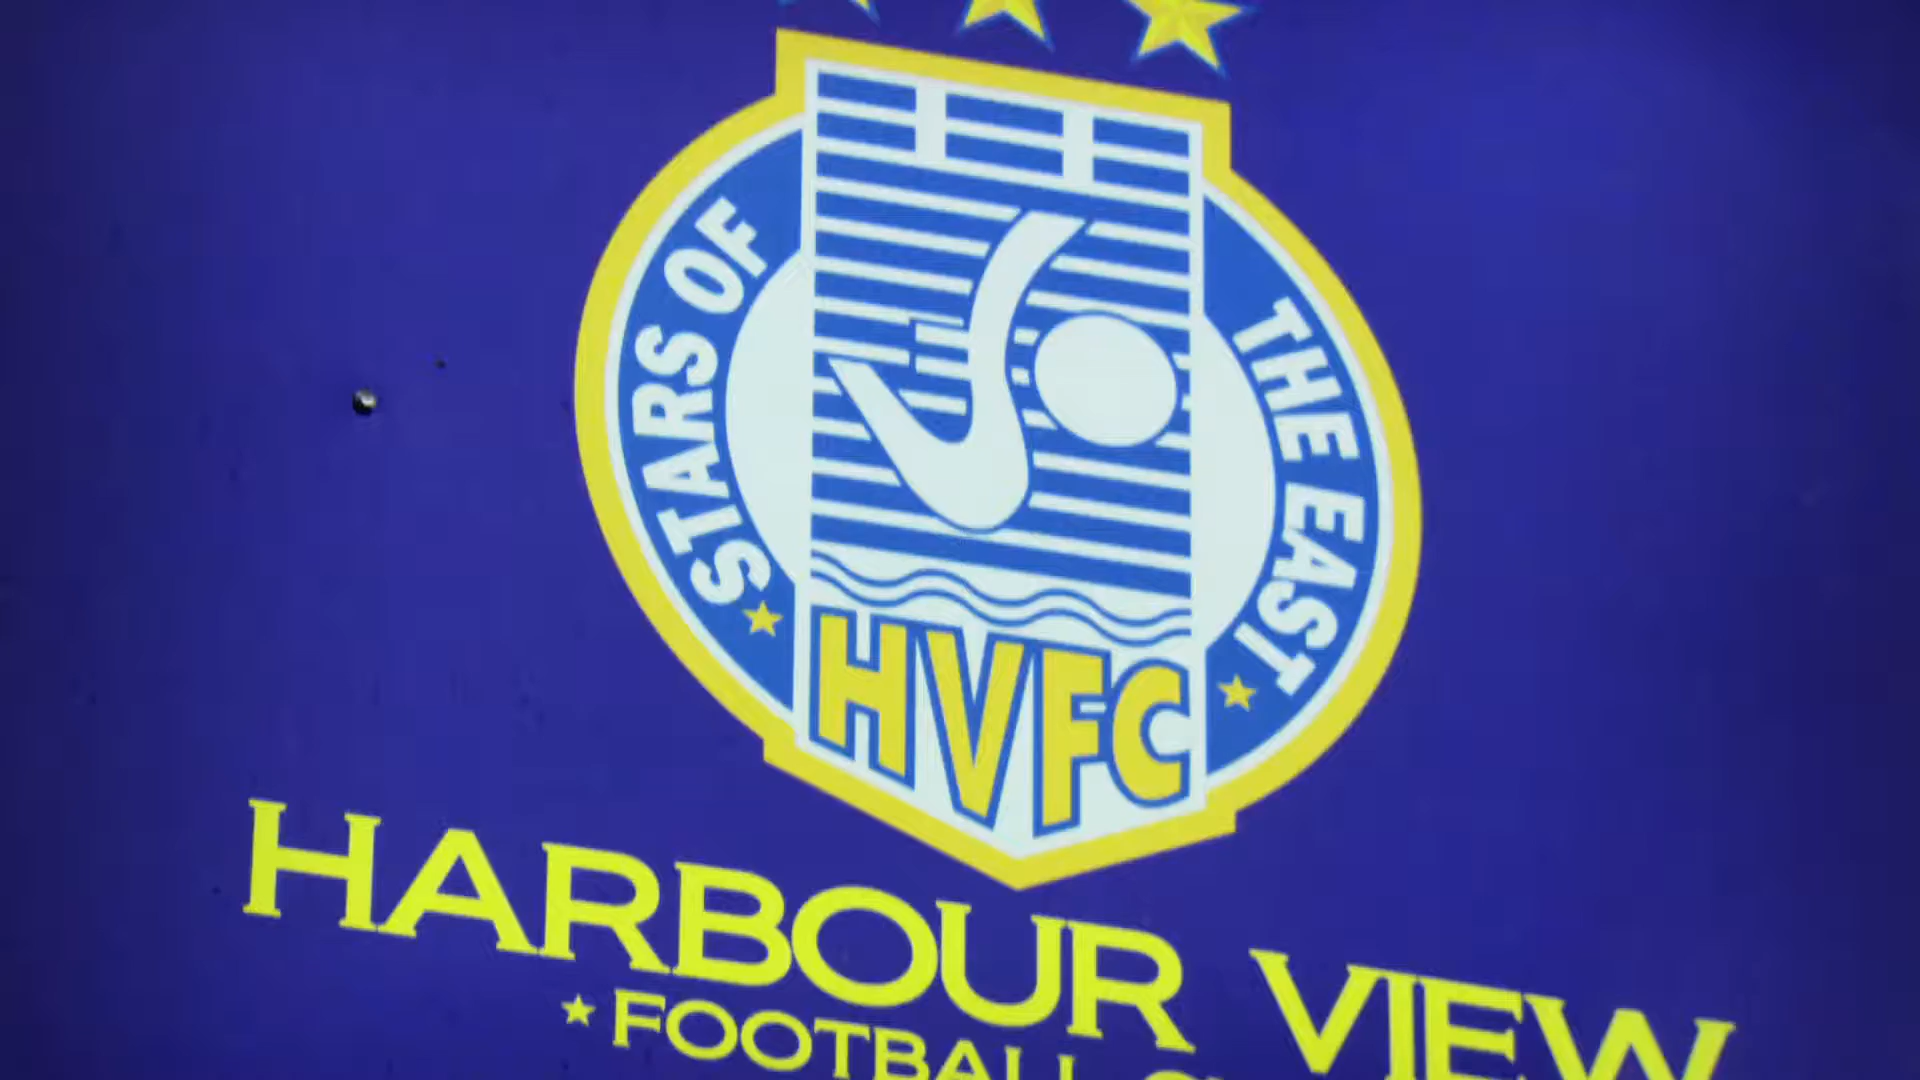 STARS OF
THE EAST
HVFC
HARBOUR VIEW
FOOTBALL